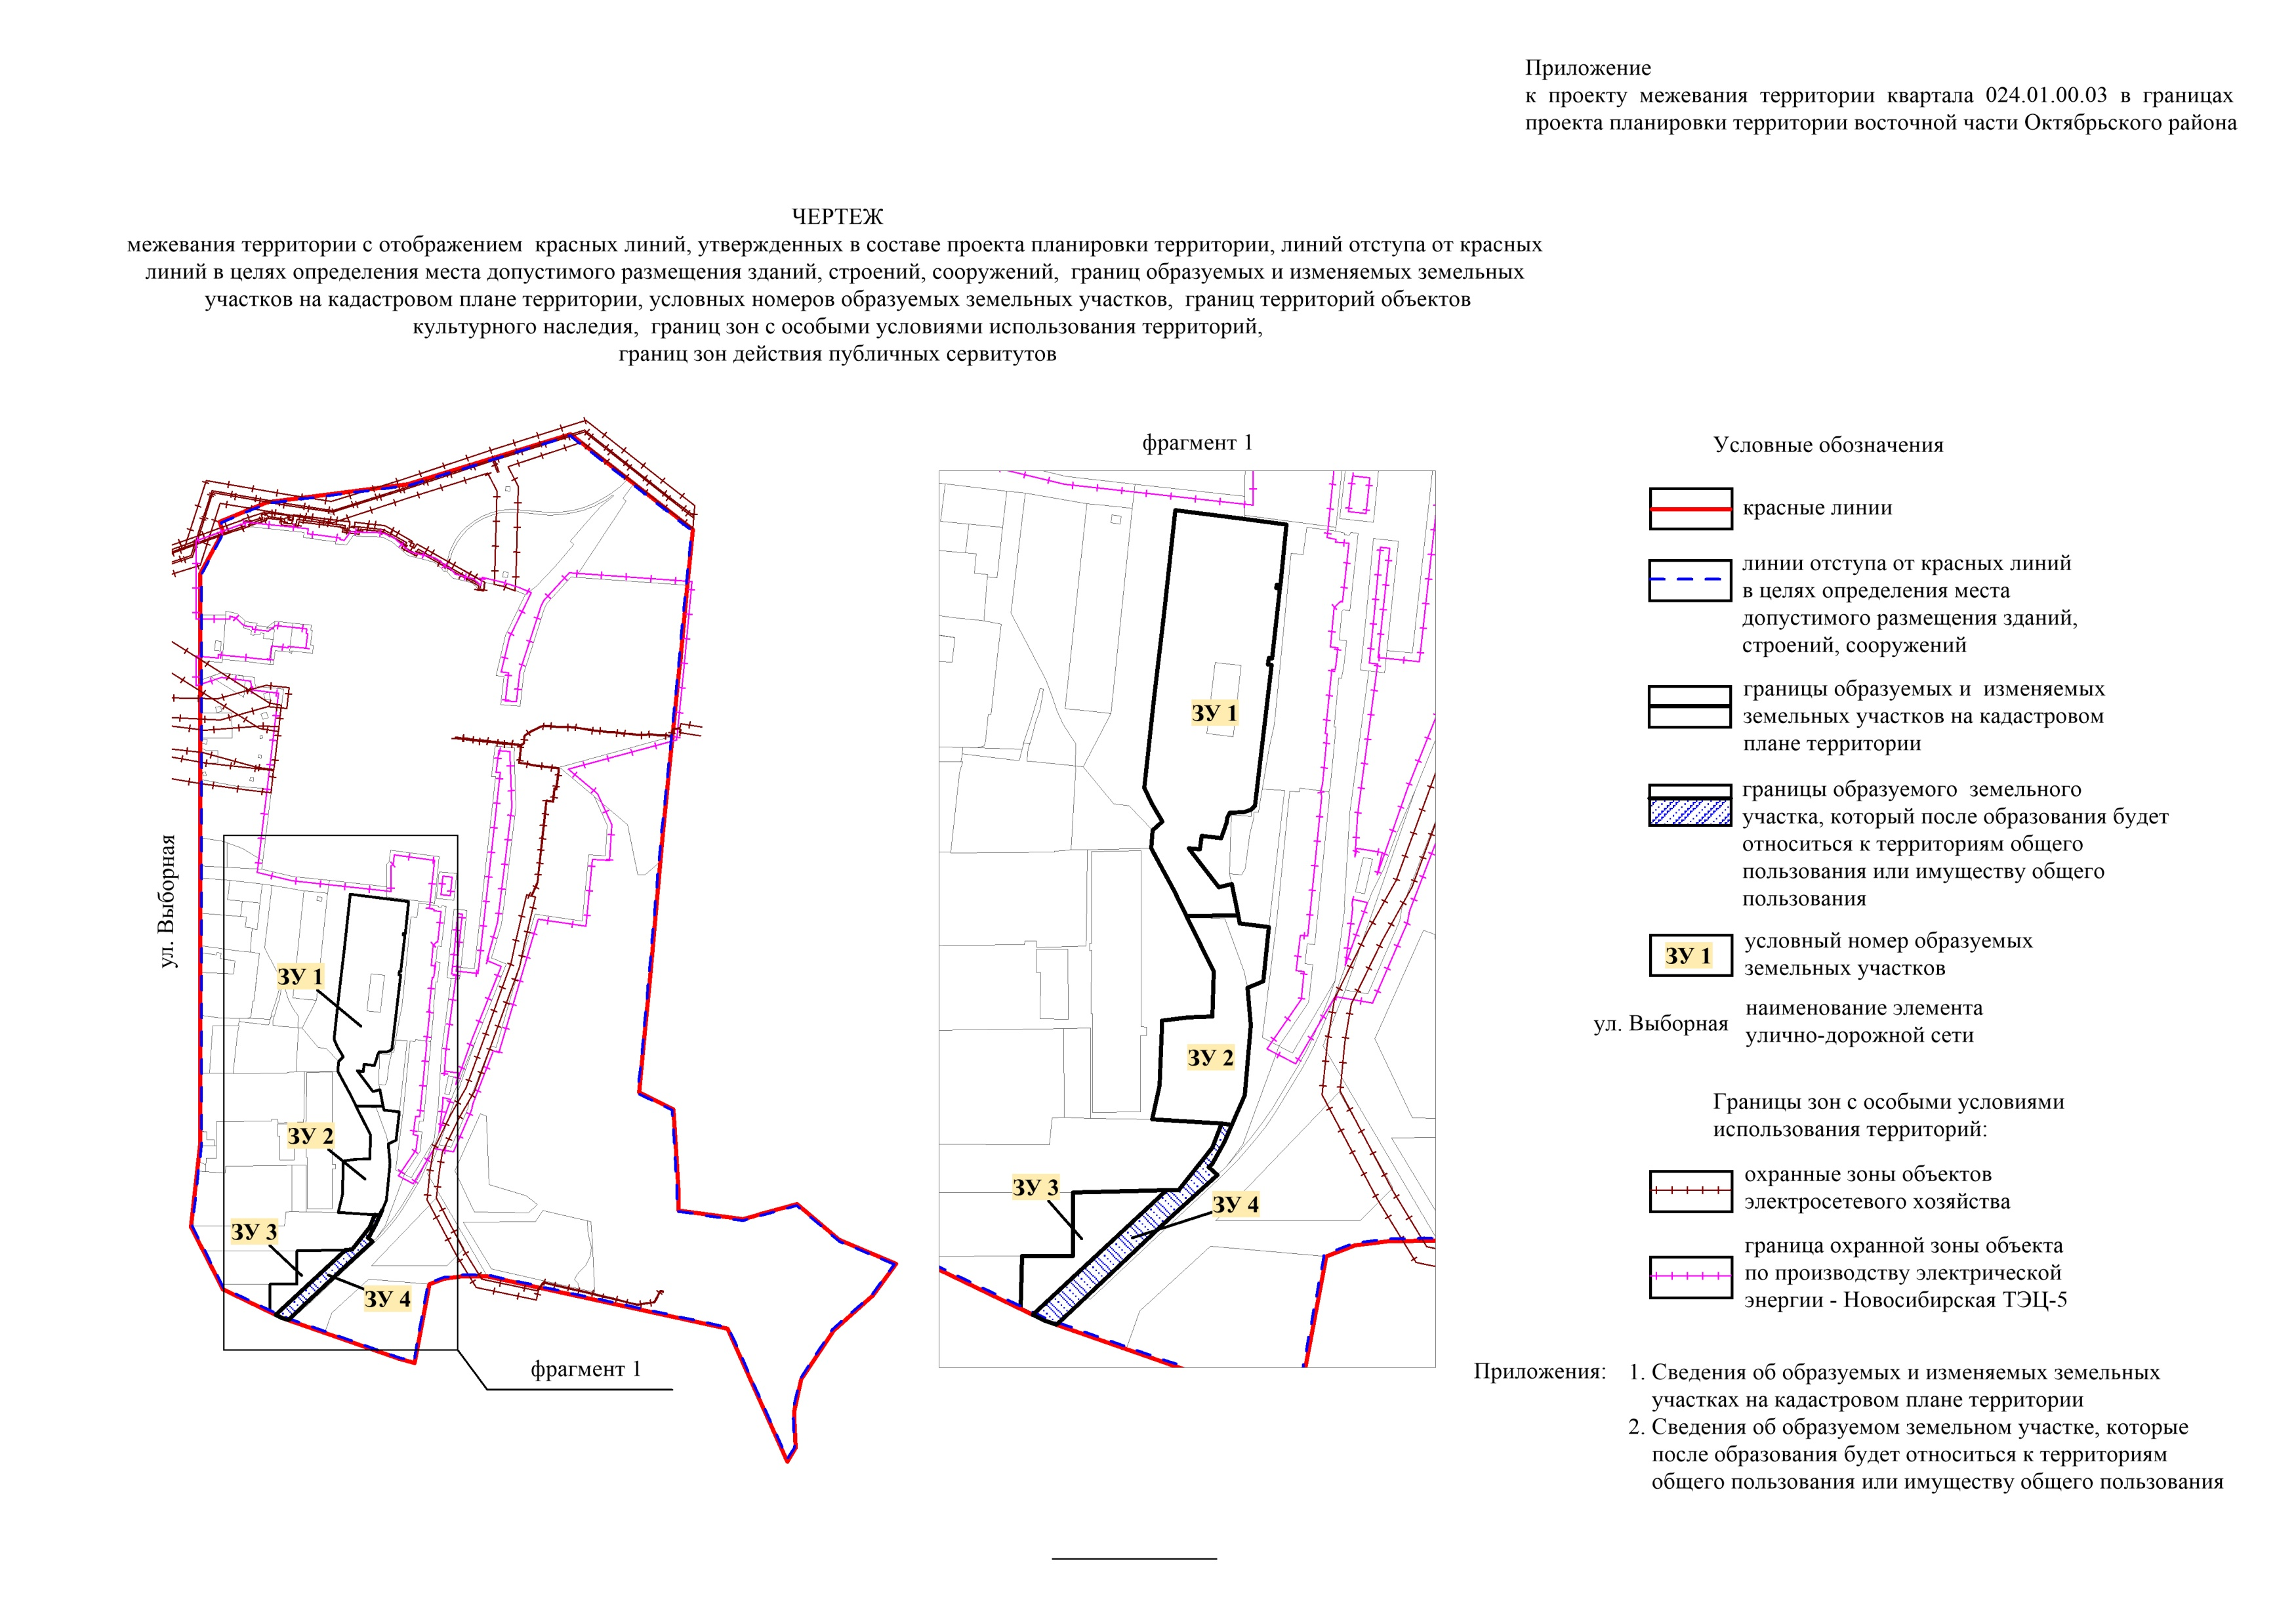 Приложение
к проекту межевания территории квартала 024.01.00.03 в границах
проекта планировки территории восточной части Октябрьского района
ЧЕРТЕЖ
межевания территории с отображением красных линий, утвержденных в составе проекта планировки территории, линий отступа от красных
линий в целях определения места допустимого размещения зданий, строений, сооружений, границ образуемых и изменяемых земельных
участков на кадастровом плане территории, условных номеров образуемых земельных участков, границ территорий объектов
культурного наследия, границ зон с особыми условиями использования территорий,
границ зон действия публичных сервитутов
ул. Выборная
ЗУ 1
ЗУ 2
ЗУ 3
ЗУ 4
фрагмент 1
фрагмент 1
ЗУ 1
ЗУ 2
ЗУ 3
ЗУ 4
Условные обозначения
красные линии
линии отступа от красных линий
в целях определения места
допустимого размещения зданий,
строений, сооружений
границы образуемых и изменяемых
земельных участков на кадастровом
плане территории
границы образуемого земельного
участка, который после образования будет
относиться к территориям общего
пользования или имуществу общего
пользования
ЗУ 1
условный номер образуемых
земельных участков
ул. Выборная
наименование элемента
улично-дорожной сети
Границы зон с особыми условиями
использования территорий:
охранные зоны объектов
электросетевого хозяйства
граница охранной зоны объекта
по производству электрической
энергии - Новосибирская ТЭЦ-5
Приложения: 1. Сведения об образуемых и изменяемых земельных
участках на кадастровом плане территории
2. Сведения об образуемом земельном участке, которые
после образования будет относиться к территориям
общего пользования или имуществу общего пользования